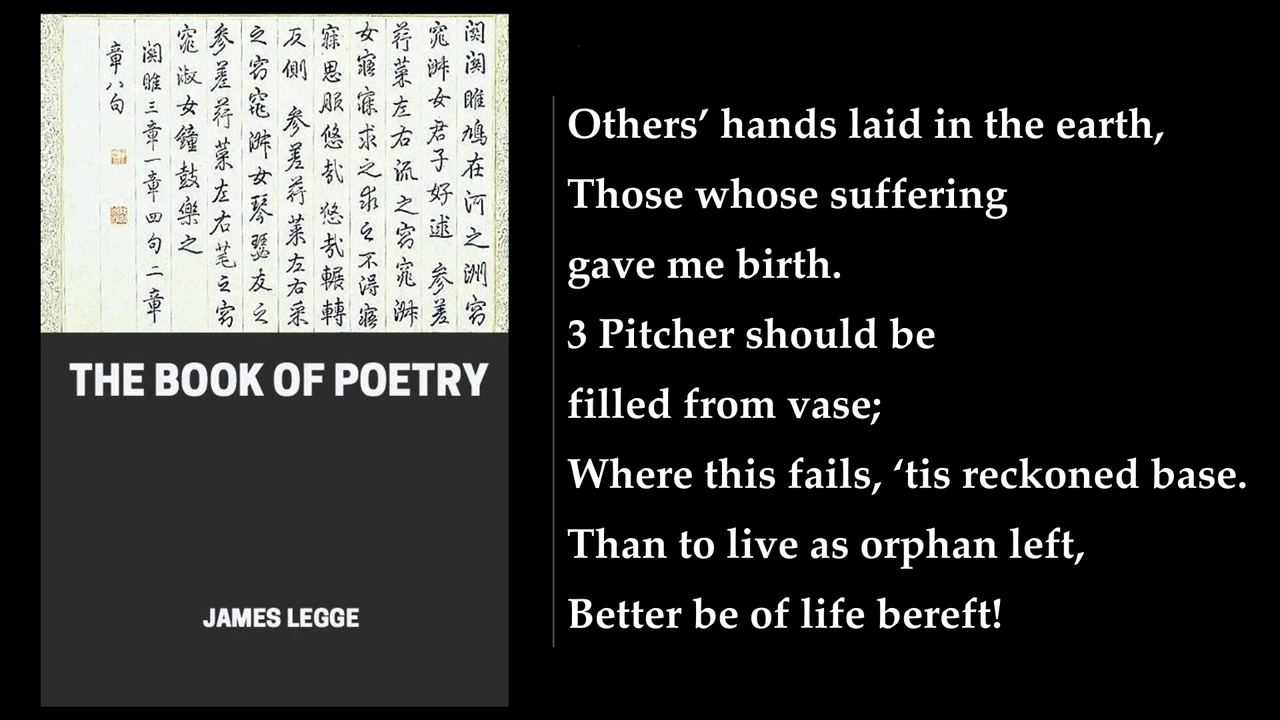 関関雎鳩在河之洲窈
窕淑女君子好逑 參差
荇菜左右流之窈窕淑
女寤寐求之求之不得寤
寐思服悠哉悠哉輾轉
反側 參差荇菜左右采
之窈窕淑女琴瑟友之
參差荇菜左右芼之窈
窕淑女鐘鼓樂之
関雎三章一章四句二章
章八句
THE BOOK OF POETRY
JAMES LEGGE
Others’ hands laid in the earth,
Those whose suffering
gave me birth.
3 Pitcher should be
filled from vase;
Where this fails, ‘tis reckoned base.
Than to live as orphan left,
Better be of life bereft!